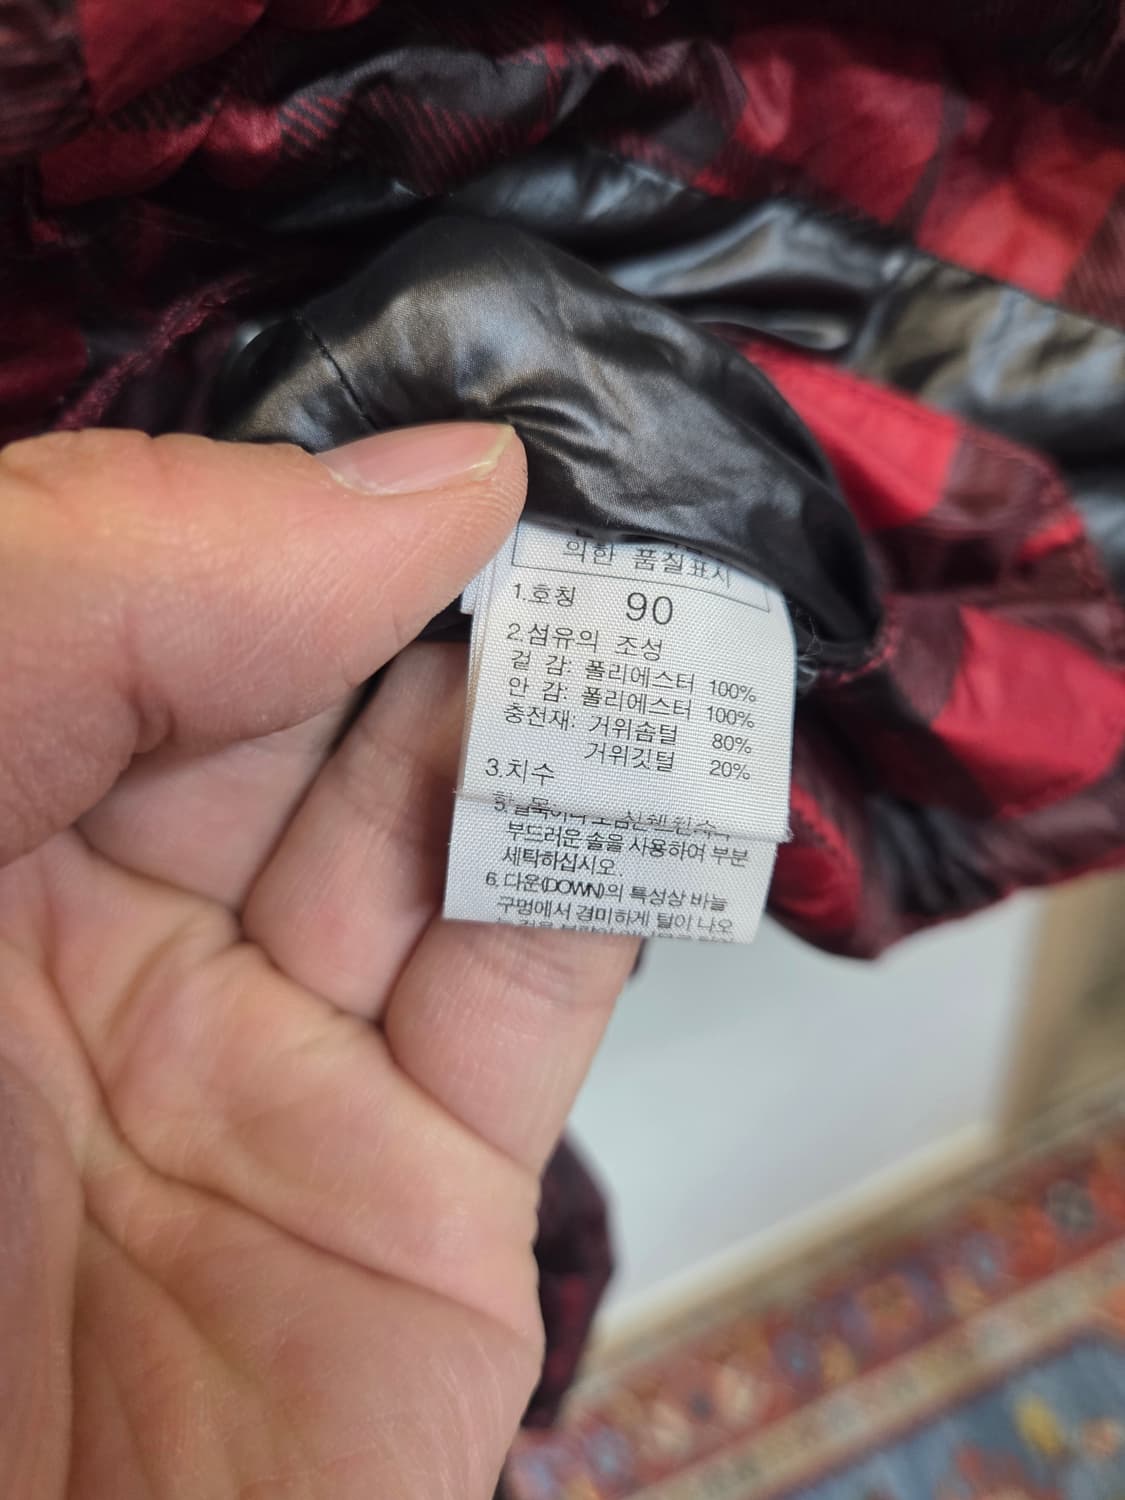 의한 품질표시
1.호칭 90
2.섬유의 조성
겉 감: 폴리에스터 100%
안 감: 폴리에스터 100%
충전재: 거위솜털 80%
거위깃털 20%
3.치수
부드러운 솔을 사용하여 부분
세탁하십시오.
6. 다운(DOWN)의 특성상 바늘
구멍에서 경미하게 털이 나오